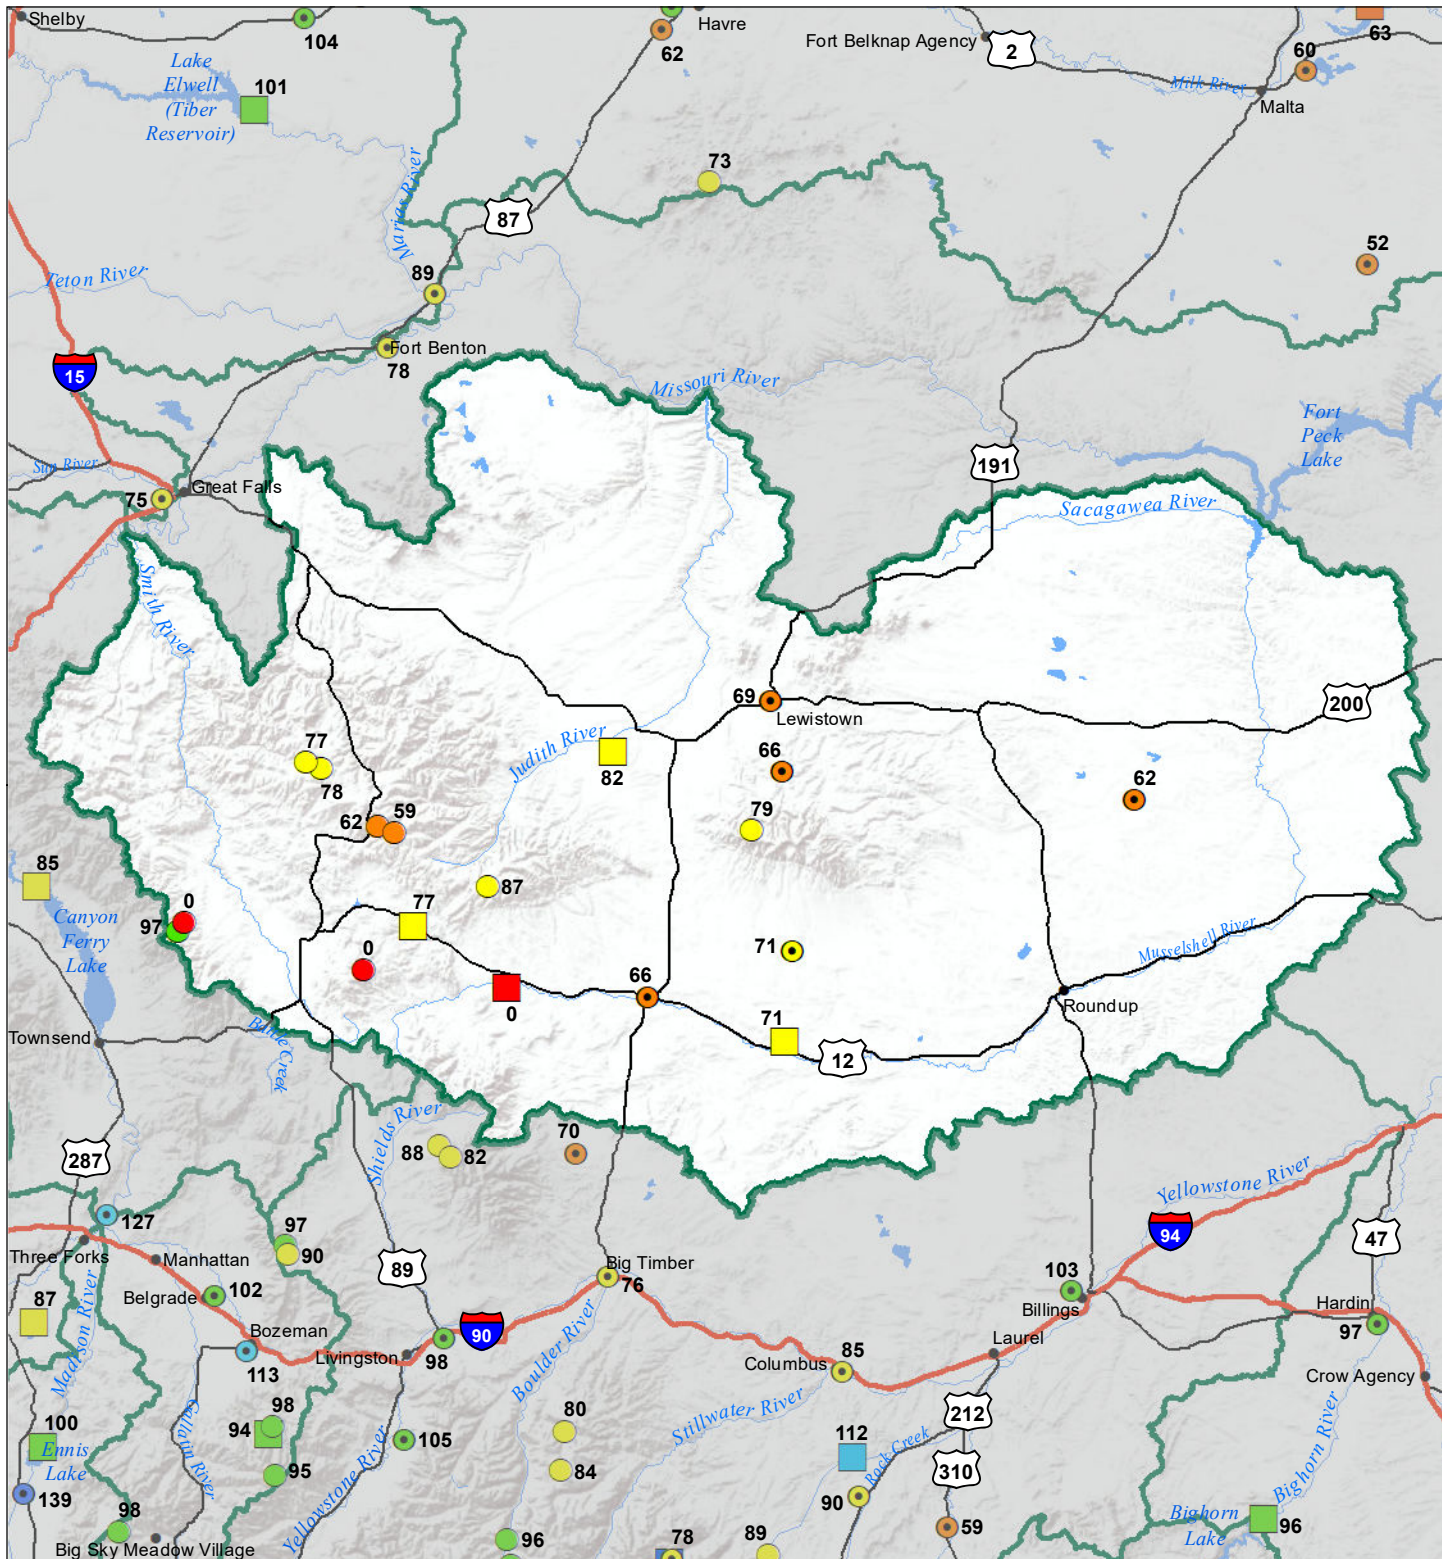 Shelby
104
Havre
62
Fort Belknap Agency
2
63
60
Lake
Elwell
(Tiber
Reservoir)
101
Milk River
Malta
73
Marias River
87
52
Teton River
89
Fort Benton
78
15
Missouri River
Fort
Peck
Lake
Sun River
191
75
Great Falls
Sacagawea River
Smith River
69
Lewistown
200
Judith River
77
78
82
66
62
62
59
79
85
87
Canyon
Ferry
Lake
0
97
77
0
71
Musselshell River
0
66
71
Roundup
Townsend
Battle Creek
12
Shields River
88
82
70
287
Yellowstone River
127
97
90
94
47
Three Forks
Manhattan
89
Big Timber
76
103
Billings
Hardin
97
87
Madison River
Belgrade
102
Bozeman
113
Livingston
98
90
Boulder River
Columbus
85
Laurel
Crow Agency
98
94
100
Ennis
Lake
Gallatin River
95
105
Yellowstone River
80
84
Stillwater River
112
212
Rock Creek
310
Bighorn River
139
98
Big Sky Meadow Village
96
78
89
90
59
Bighorn
Lake
96